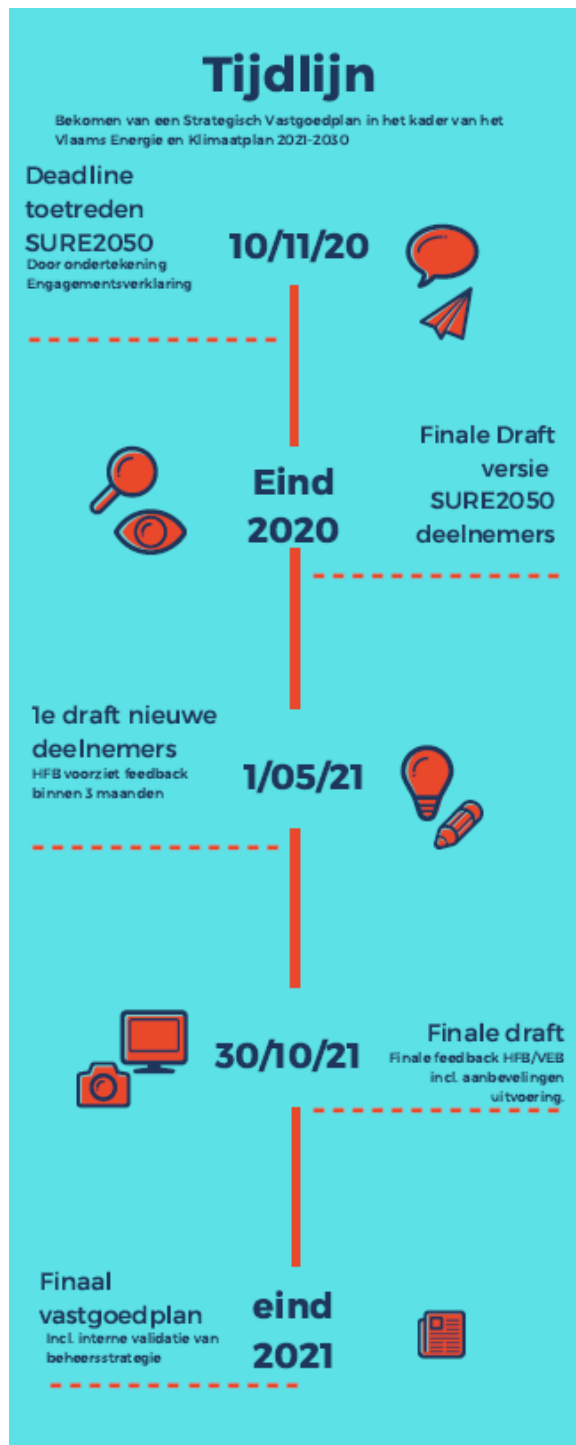 Tijdlijn
Bekomen van een Strategisch Vastgoedplan in het kader van het
Vlaams Energie en Klimaatplan 2021-2030
Deadline
toetreden
SURE2050
Door ondertekening
Engagementsverklaring
10/11/20
Eind
2020
Finale Draft
versie
SURE2050
deelnemers
1e draft nieuwe
deelnemers
HFB voorziet feedback
binnen 3 maanden
1/05/21
30/10/21
Finale draft
Finale feedback HFB/VEB
incl. aanbevelingen
uitvoering.
Finaal
vastgoedplan
Incl. interne validatie van
beheersstrategie
eind
2021